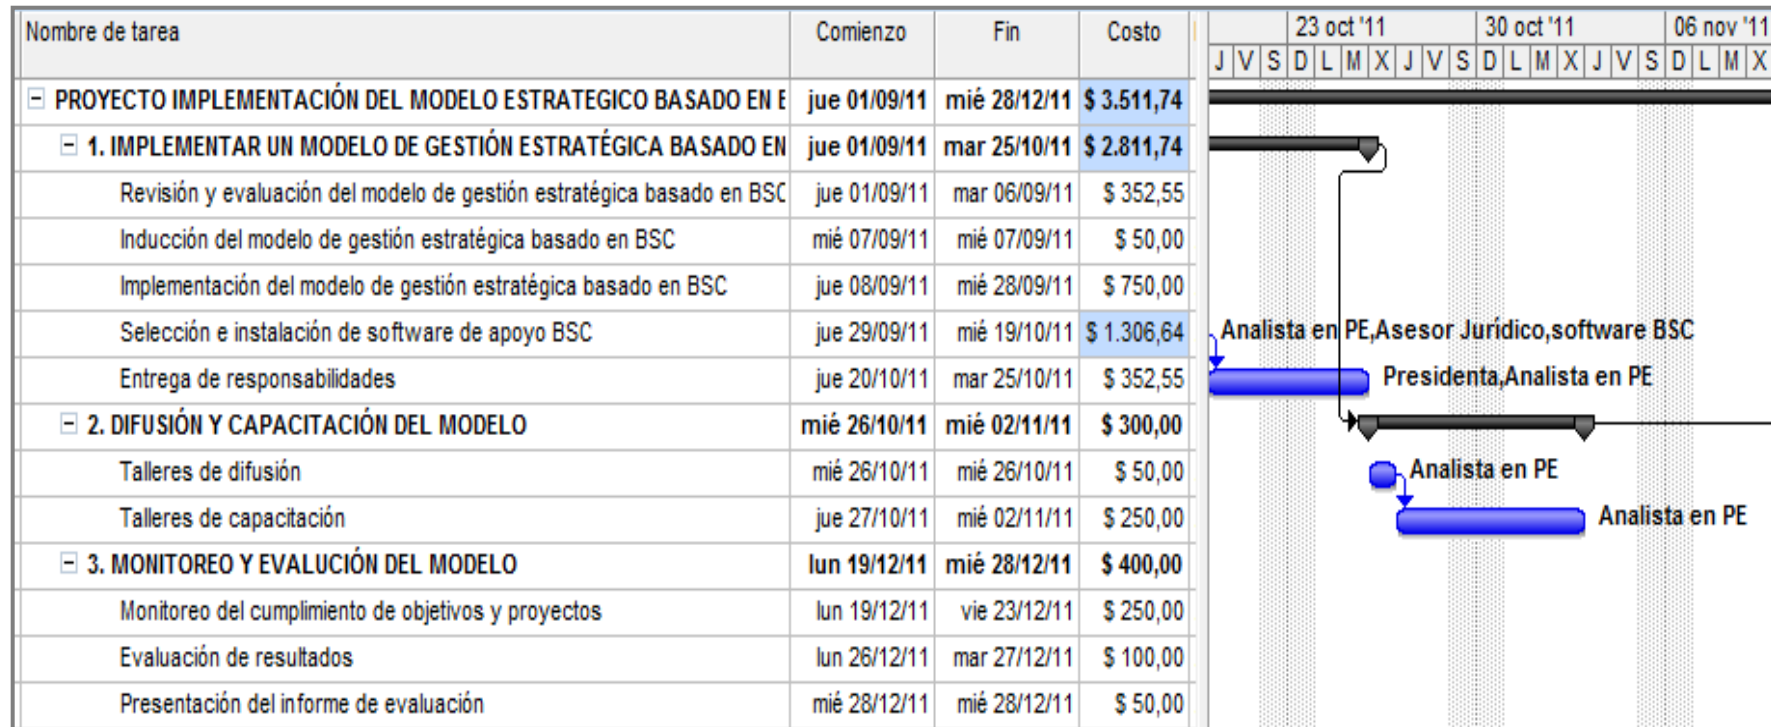 Nombre de tarea Comienzo Fin Costo 23 oct '11 30 oct '11 06 nov '11
J V S D L M X J V S D L M X J V S D L M X
PROYECTO IMPLEMENTACIÓN DEL MODELO ESTRATEGICO BASADO EN jue 01/09/11 mié 28/12/11 $ 3.511,74
1. IMPLEMENTAR UN MODELO DE GESTIÓN ESTRATÉGICA BASADO EN jue 01/09/11 mar 25/10/11 $ 2.811,74
Revisión y evaluación del modelo de gestión estratégica basado en BSC jue 01/09/11 mar 06/09/11 $ 352,55
Inducción del modelo de gestión estratégica basado en BSC mié 07/09/11 mié 07/09/11 $ 50,00
Implementación del modelo de gestión estratégica basado en BSC jue 08/09/11 mié 28/09/11 $ 750,00
Selección e instalación de software de apoyo BSC jue 29/09/11 mié 19/10/11 $ 1.306,64 Analista en PE,Asesor Jurídico,software BSC
Entrega de responsabilidades jue 20/10/11 mar 25/10/11 $ 352,55 Presidenta,Analista en PE
2. DIFUSIÓN Y CAPACITACIÓN DEL MODELO mié 26/10/11 mié 02/11/11 $ 300,00
Talleres de difusión mié 26/10/11 mié 26/10/11 $ 50,00 Analista en PE
Talleres de capacitación jue 27/10/11 mié 02/11/11 $ 250,00 Analista en PE
3. MONITOREO Y EVALUCIÓN DEL MODELO lun 19/12/11 mié 28/12/11 $ 400,00
Monitoreo del cumplimiento de objetivos y proyectos lun 19/12/11 vie 23/12/11 $ 250,00
Evaluación de resultados lun 26/12/11 mar 27/12/11 $ 100,00
Presentación del informe de evaluación mié 28/12/11 mié 28/12/11 $ 50,00